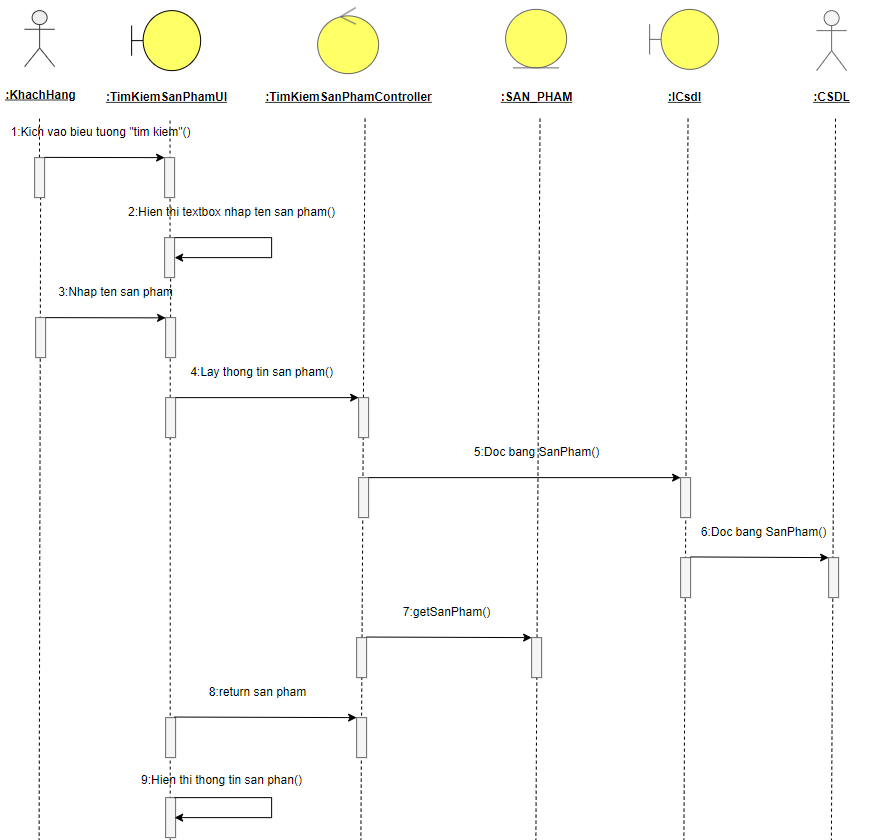 :KhachHang
:TimKiemSanPhamUI
:TimKiemSanPhamController
:SAN_PHAM
:ICsdl
:CSDL
1:Kich vao bieu tuong "tim kiem"()
2:Hien thi textbox nhap ten san pham()
3:Nhap ten san pham
4:Lay thong tin san pham()
5:Doc bang SanPham()
6:Doc bang SanPham()
7:getSanPham()
8:return san pham
9:Hien thi thong tin san phan()